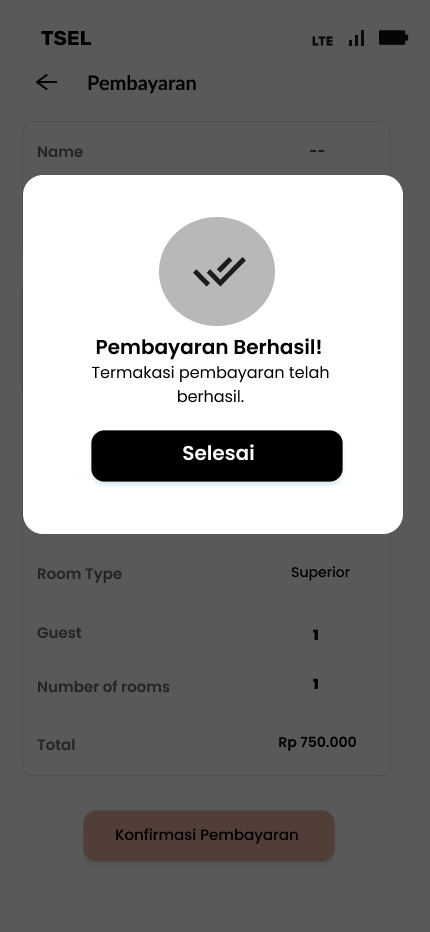 TSEL LTE
Pembayaran
Name --
Pembayaran Berhasil!
Termakasi pembayaran telah
berhasil.
Selesai
Room Type Superior
Guest 1
Number of rooms 1
Total Rp 750.000
Konfirmasi Pembayaran